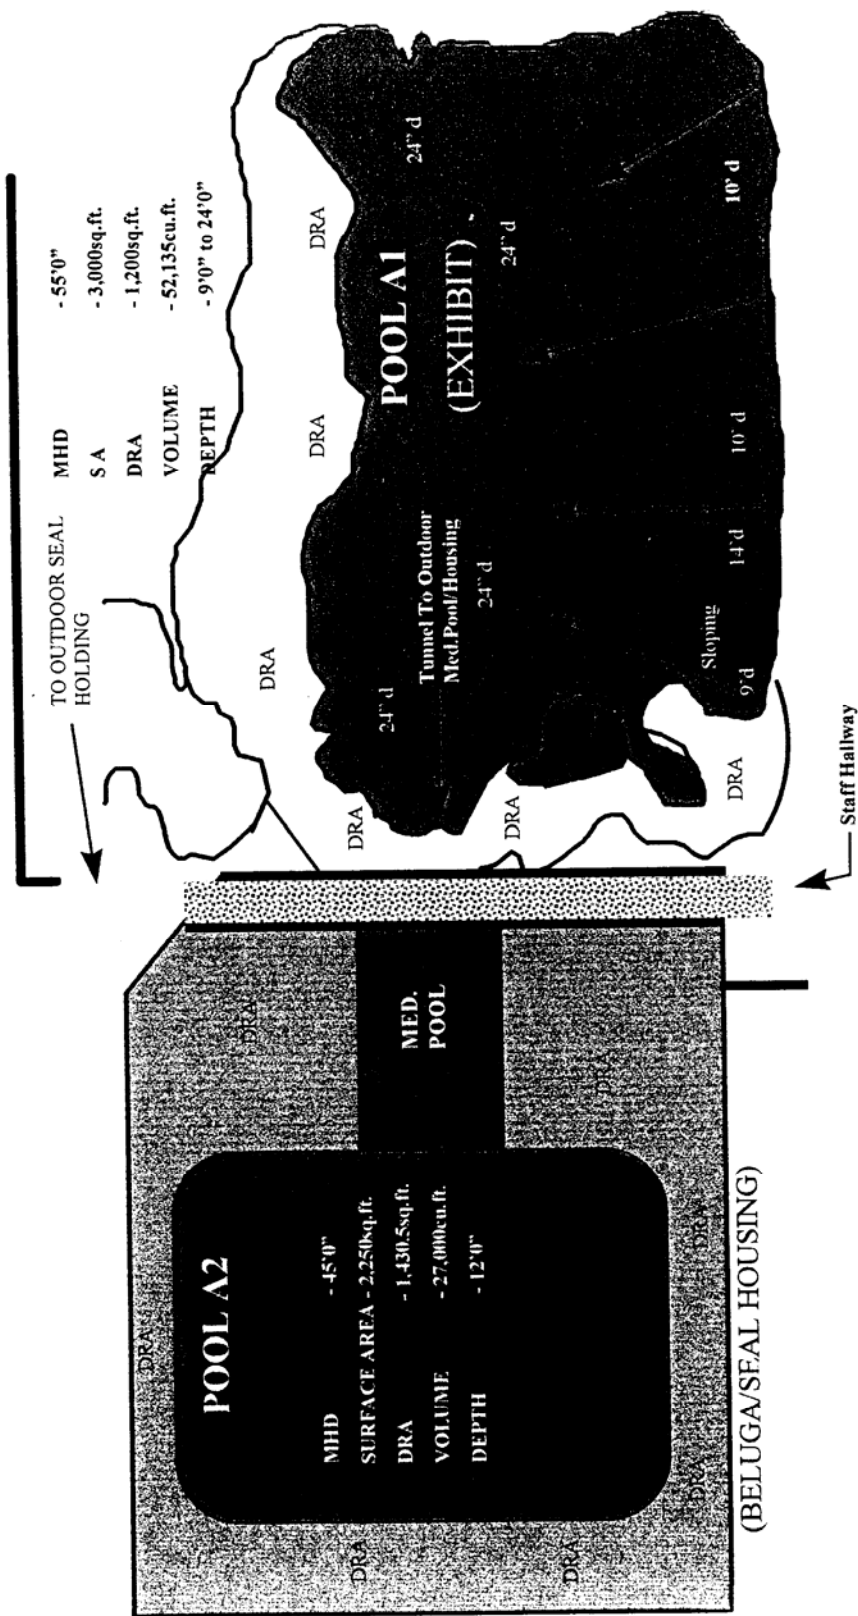 POOL A2
MHD - 45'0"
SURFACE AREA - 2,250sq.ft.
DRA - 1,430.5sq.ft.
VOLUME - 27,000cu.ft.
DEPTH - 12'0"
DRA
DRA
DRA
DRA
DRA
DRA
DRA
DRA
MED.
POOL
(BELUGA/SEAL HOUSING)
TO OUTDOOR SEAL
HOLDING
MHD - 55'0"
S A - 3,000sq.ft.
DRA - 1,200sq.ft.
VOLUME - 52,135cu.ft.
DEPTH - 9'0" to 24'0"
DRA
DRA
DRA
DRA
DRA
DRA
POOL A1
(EXHIBIT)
24" d
24" d
Tunnel To Outdoor
Med.Pool/Housing
24" d
24" d
Sloping
9'd
14'd
10' d
10' d
Staff Hallway